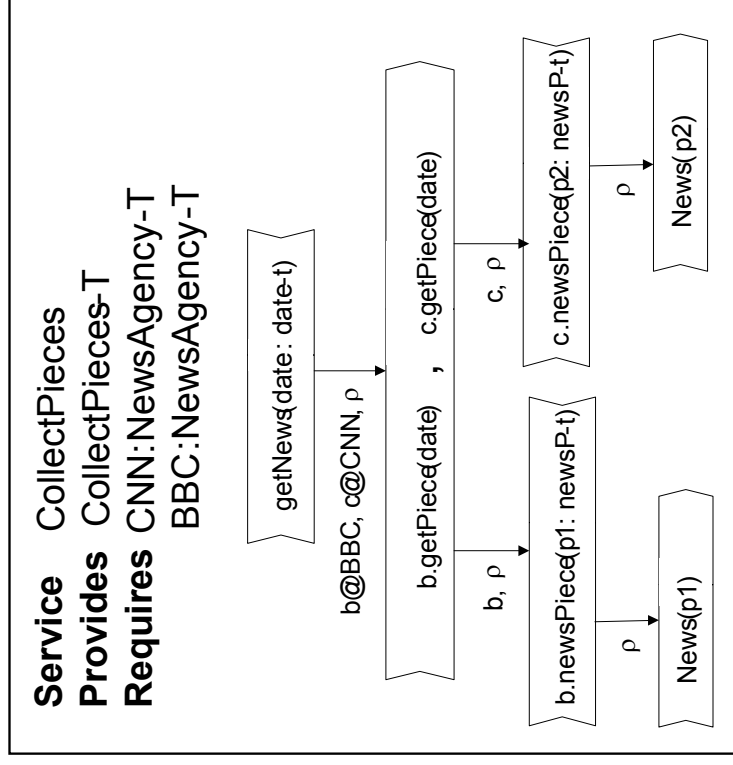 Service CollectPieces
Provides CollectPieces-T
Requires CNN:NewsAgency-T
BBC:NewsAgency-T
getNews(date: date-t)
b@BBC, c@CNN, ρ
b.getPiece(date) , c.getPiece(date)
b, ρ
c, ρ
b.newsPiece(p1: newsP-t)
c.newsPiece(p2: newsP-t)
ρ
ρ
News(p1)
News(p2)